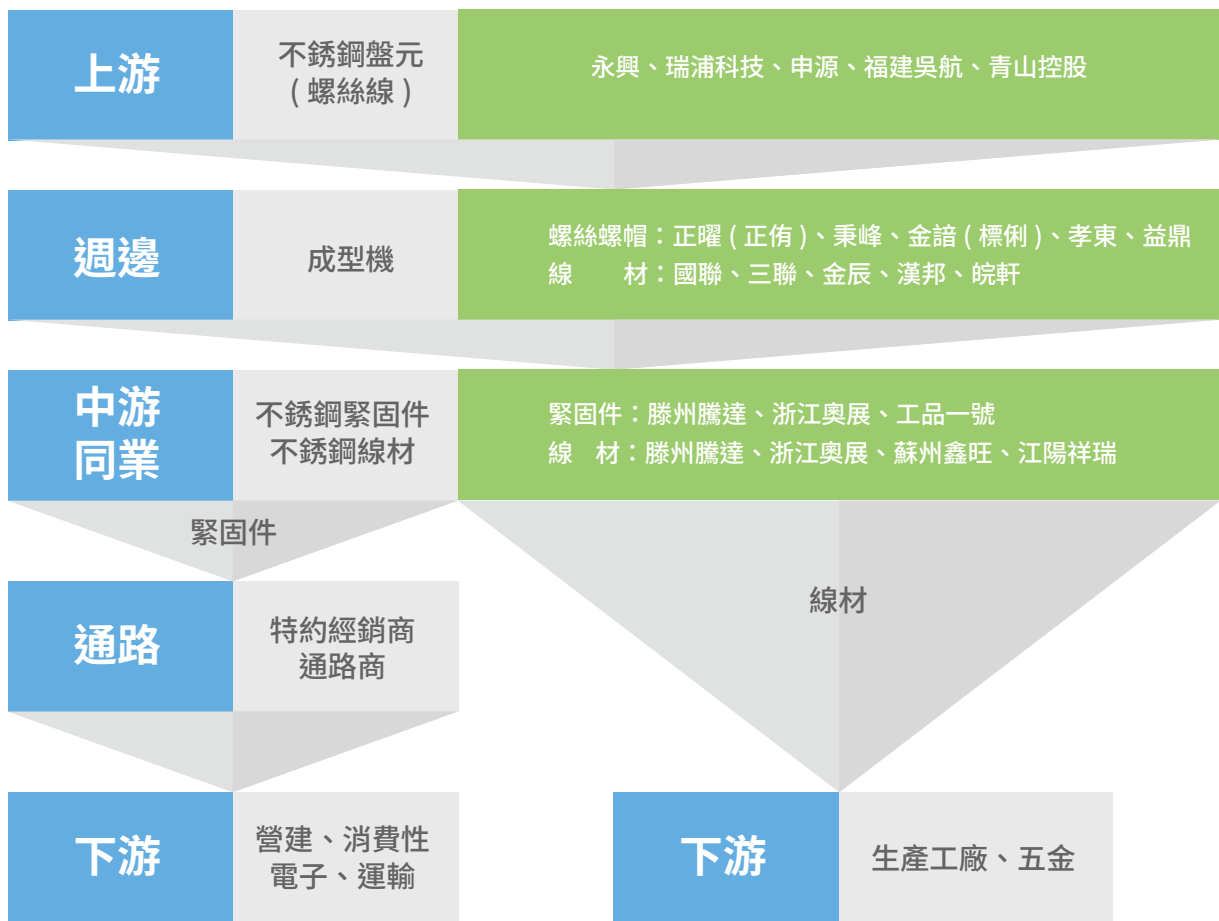 上游
不銹鋼盤元
( 螺絲線 )
永興、瑞浦科技、申源、福建吳航、青山控股
週邊
成型機
螺絲螺帽：正曜 ( 正侑 )、秉峰、金諳 ( 標俐 )、孝東、益鼎
線　　材：國聯、三聯、金辰、漢邦、皖軒
中游
同業
不銹鋼緊固件
不銹鋼線材
緊固件：滕州騰達、浙江奧展、工品一號
線　材：滕州騰達、浙江奧展、蘇州鑫旺、江陽祥瑞
緊固件
線材
通路
特約經銷商
通路商
下游
營建、消費性
電子、運輸
下游
生產工廠、五金